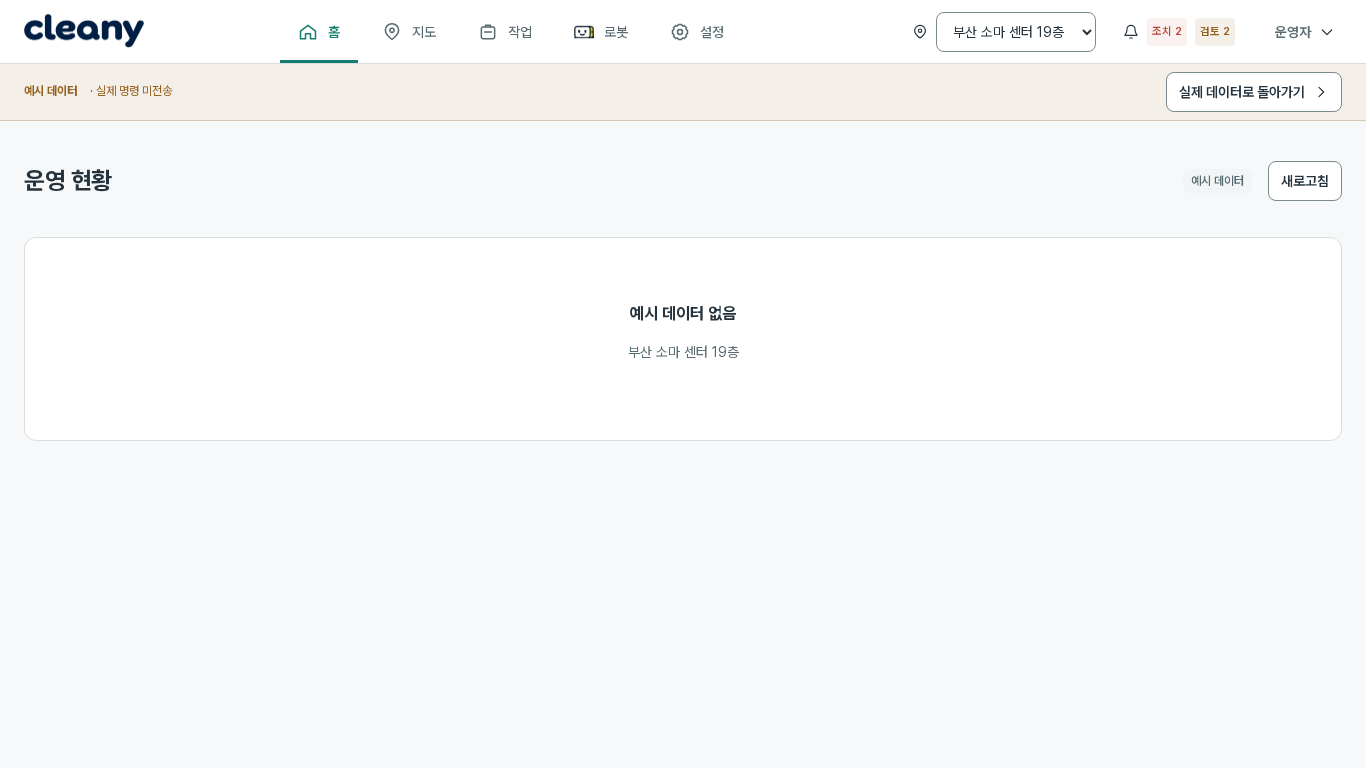 cleany
홈
지도
작업
로봇
설정
부산 소마 센터 19층
조치 2
검토 2
운영자
예시 데이터 · 실제 명령 미전송
실제 데이터로 돌아가기
운영 현황
예시 데이터
새로고침
예시 데이터 없음
부산 소마 센터 19층